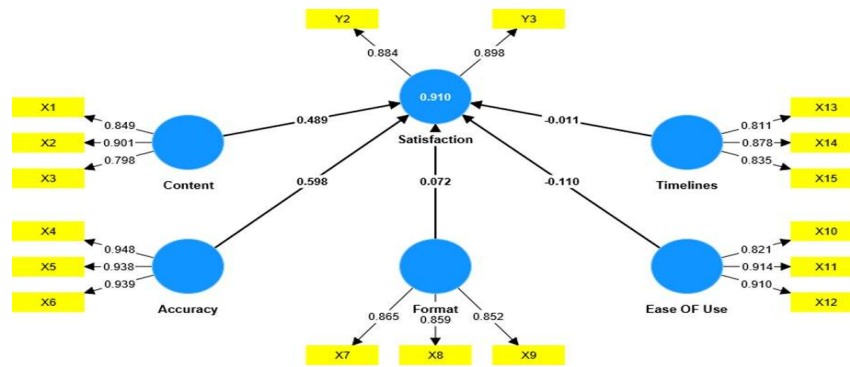 Y2 Y3
0.884 0.898
0.910
Satisfaction
X1
X2
X3
0.849
0.901
0.798
Content
0.489
-0.011
X13
X14
X15
0.811
0.878
0.835
Timelines
0.598
0.072
-0.110
X4
X5
X6
0.948
0.938
0.939
Accuracy
Format
0.865
0.859
0.852
X7 X8 X9
X10
X11
X12
0.821
0.914
0.910
Ease OF Use